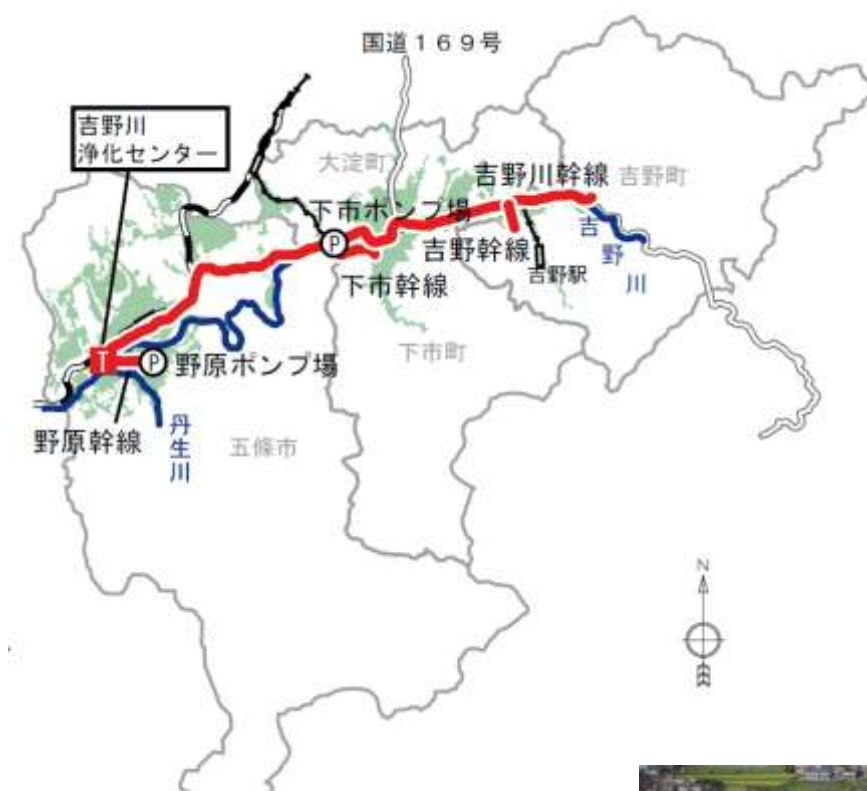 国道１６９号
吉野川
浄化センター
大淀町
吉野川幹線
吉野町
下市ポンプ場
P
吉野幹線
吉野川
吉野駅
下市幹線
下市町
T
P
野原ポンプ場
野原幹線
丹生川
五條市
N